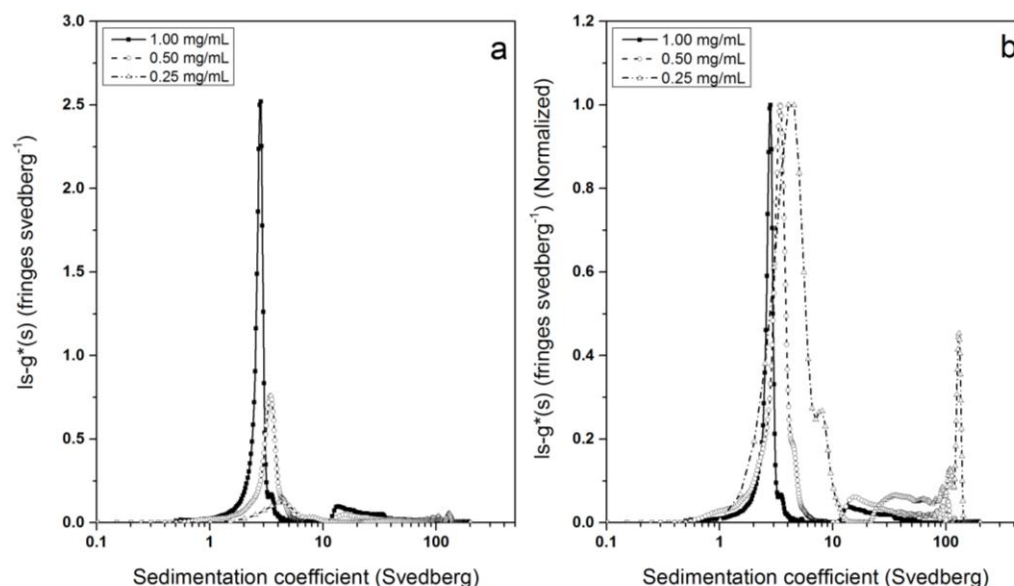 a
1.00 mg/mL
0.50 mg/mL
0.25 mg/mL
3.0
2.5
2.0
1.5
1.0
0.5
0.0
0.1 1 10 100
ls-g*(s) (fringes svedberg⁻¹)
Sedimentation coefficient (Svedberg)
b
1.00 mg/mL
0.50 mg/mL
0.25 mg/mL
1.0
0.8
0.6
0.4
0.2
0.0
0.1 1 10 100
ls-g*(s) (fringes svedberg⁻¹) (Normalized)
Sedimentation coefficient (Svedberg)